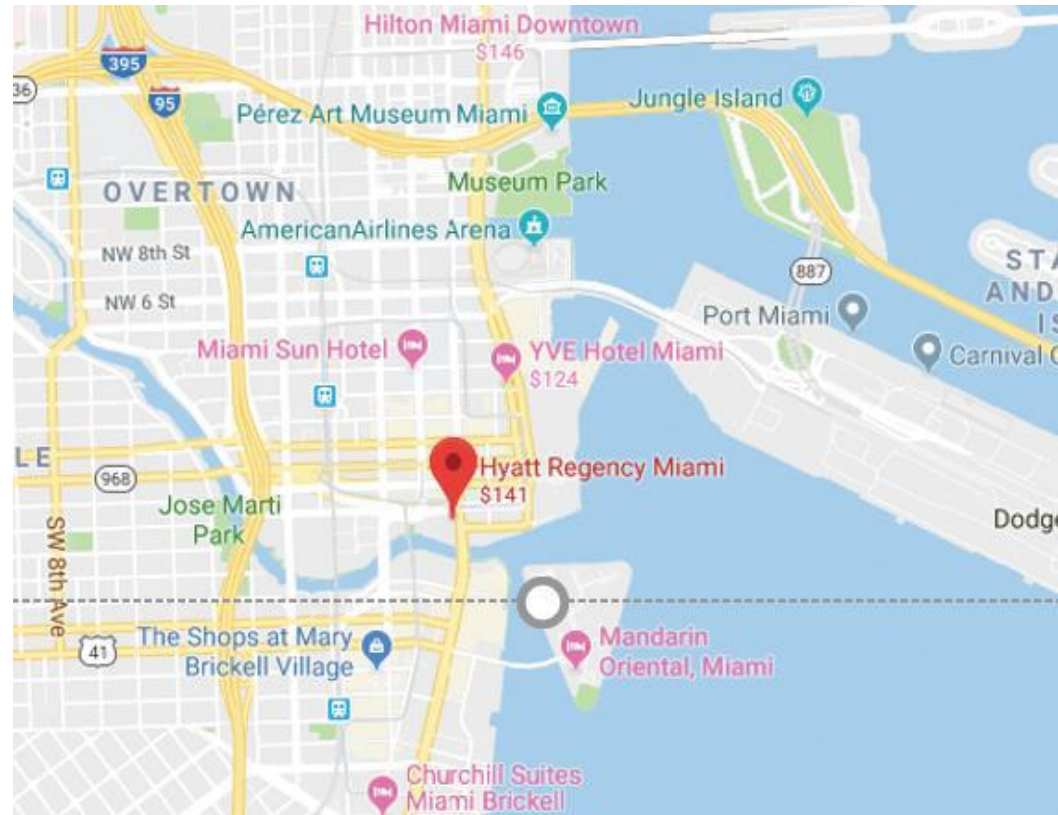 Hilton Miami Downtown
$146
395
36
95
Pérez Art Museum Miami
Jungle Island
Museum Park
OVERTOWN
AmericanAirlines Arena
NW 8th St
887
STA
AND
IS
NW 6 St
Port Miami
Miami Sun Hotel
YVE Hotel Miami
$124
Carnival C
LE
968
Hyatt Regency Miami
$141
Jose Marti
Park
Dodge
SW 8th Ave
41
The Shops at Mary
Brickell Village
Mandarin
Oriental, Miami
Churchill Suites
Miami Brickell